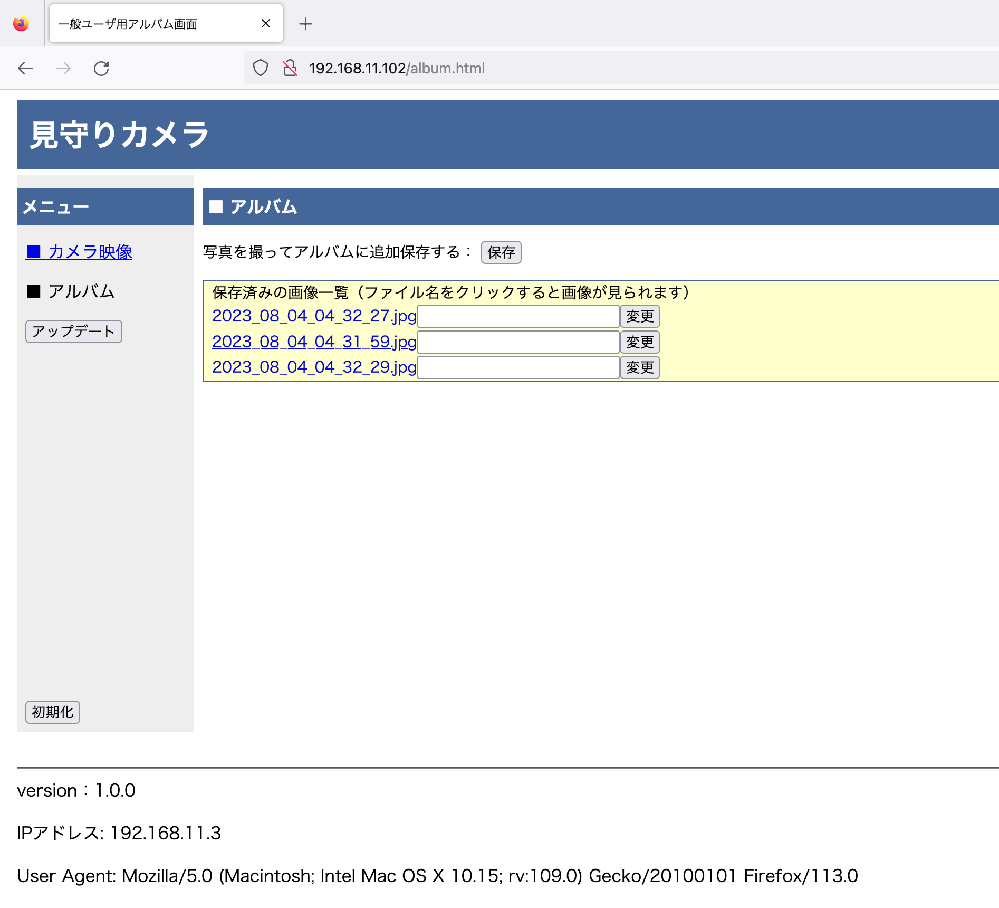 一般ユーザ用アルバム画面
192.168.11.102/album.html
見守りカメラ
メニュー
■ カメラ映像
■ アルバム
アップデート
初期化
■ アルバム
写真を撮ってアルバムに追加保存する： 保存
保存済みの画像一覧（ファイル名をクリックすると画像が見られます）
2023_08_04_04_32_27.jpg 変更
2023_08_04_04_31_59.jpg 変更
2023_08_04_04_32_29.jpg 変更
version：1.0.0
IPアドレス: 192.168.11.3
User Agent: Mozilla/5.0 (Macintosh; Intel Mac OS X 10.15; rv:109.0) Gecko/20100101 Firefox/113.0